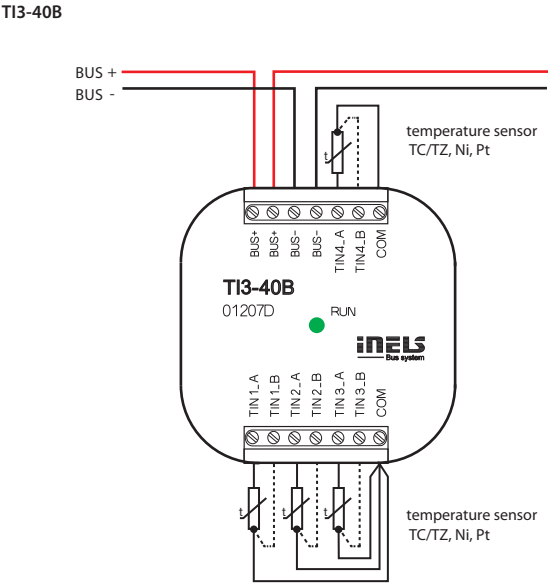 TI3-40B
BUS +
BUS -
temperature sensor
TC/TZ, Ni, Pt
t
BUS+ BUS+ BUS- BUS- TIN4_A TIN4_B COM
TI3-40B
01207D
RUN
iNELS
Bus system
TIN1_A TIN1_B TIN2_A TIN2_B TIN3_A TIN3_B COM
t t t
temperature sensor
TC/TZ, Ni, Pt